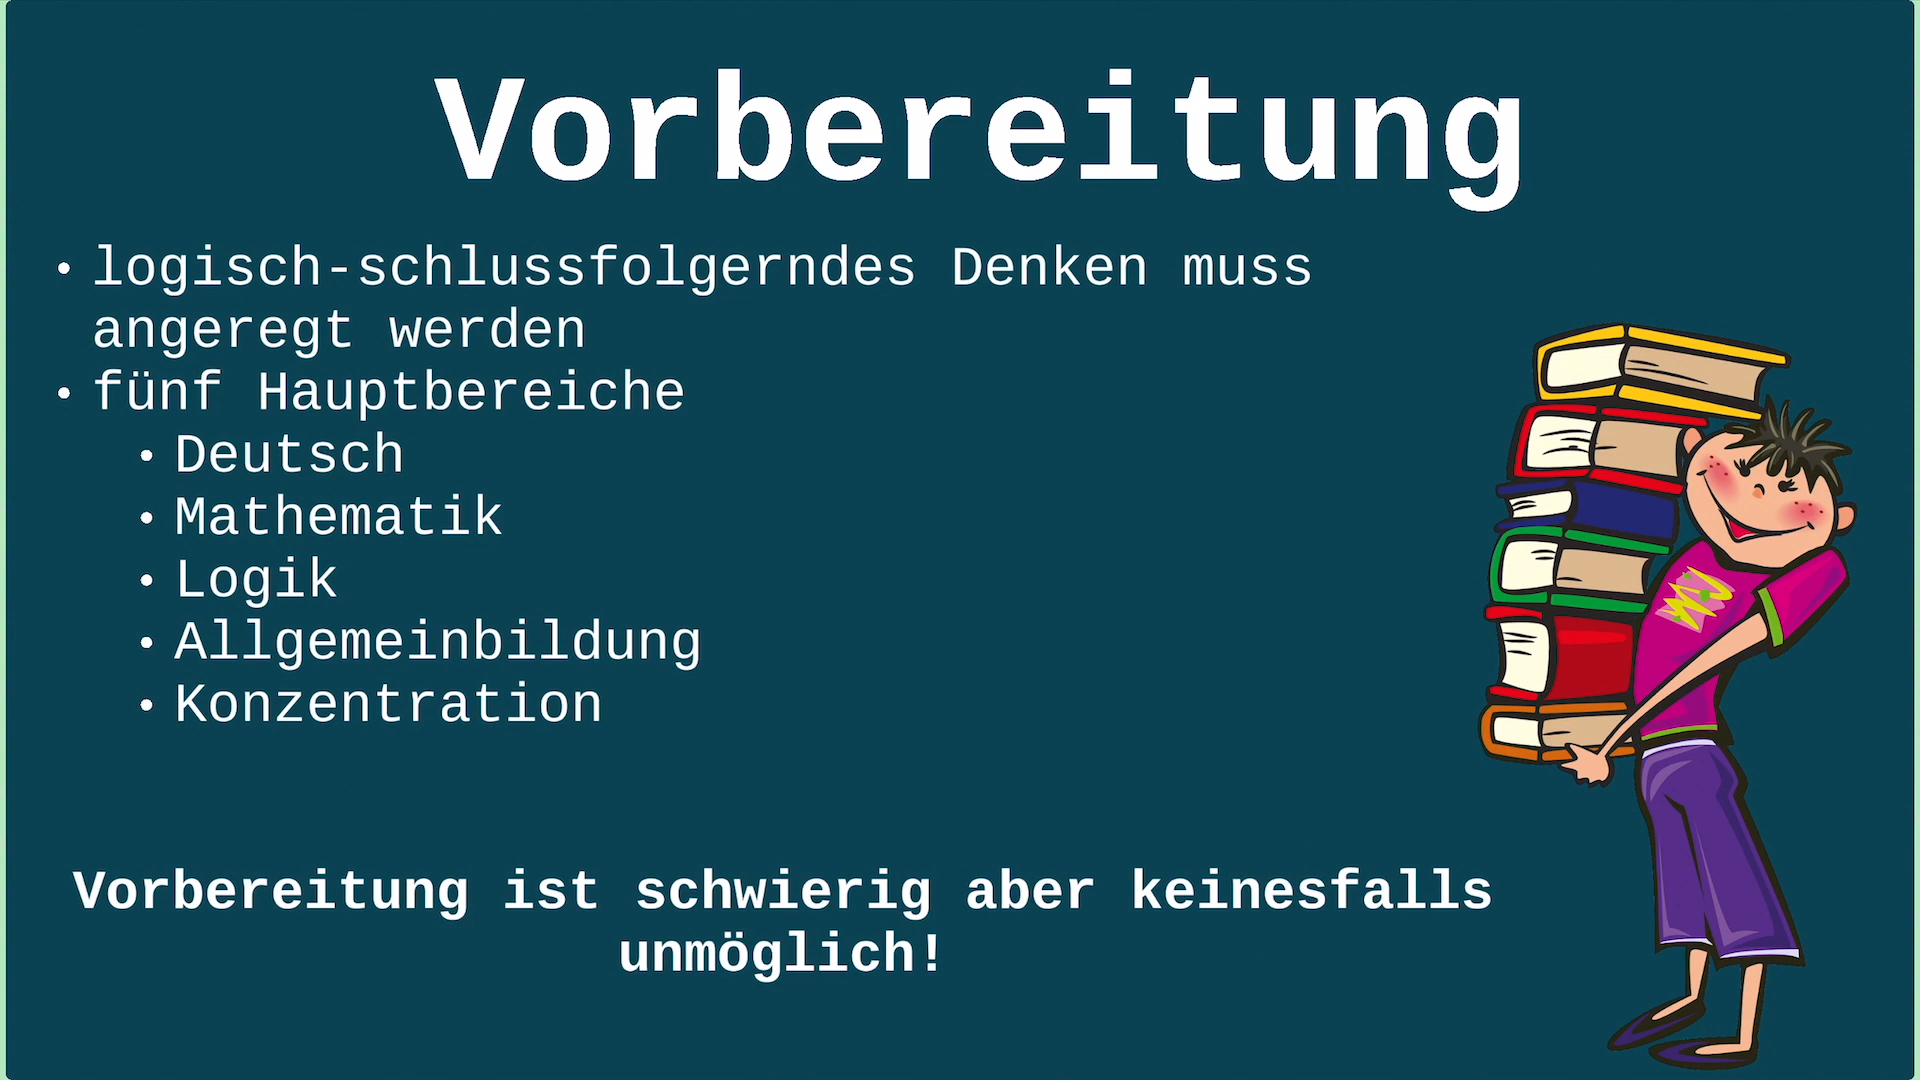 Vorbereitung
• logisch-schlussfolgerndes Denken muss
angeregt werden
• fünf Hauptbereiche
• Deutsch
• Mathematik
• Logik
• Allgemeinbildung
• Konzentration
Vorbereitung ist schwierig aber keinesfalls
unmöglich!